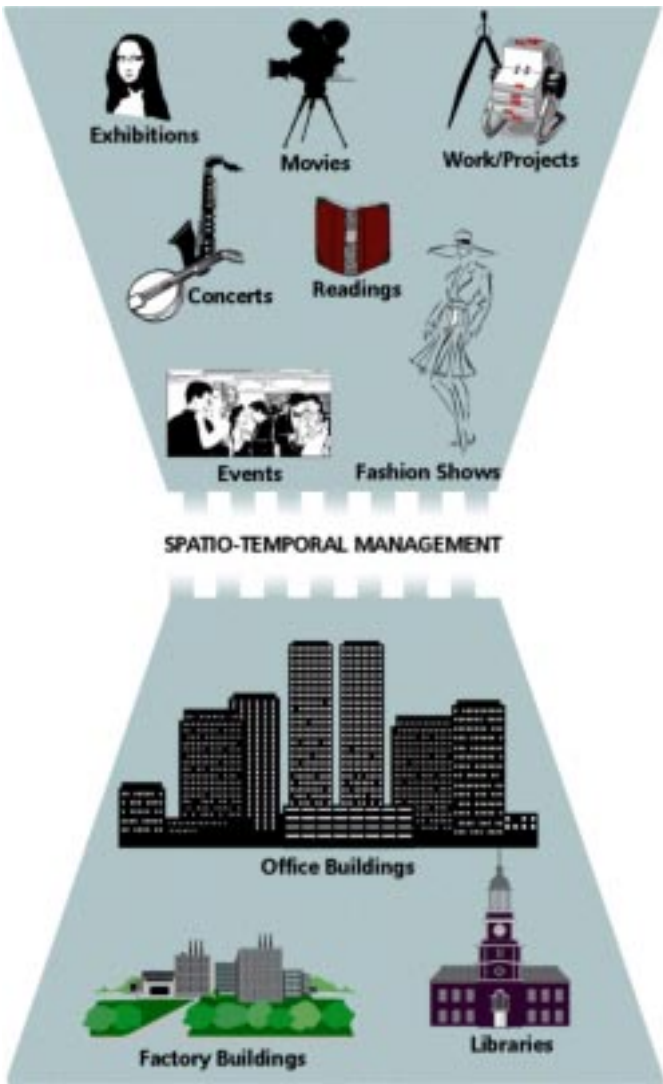 Exhibitions
Movies
Work/Projects
Concerts
Readings
Events
Fashion Shows
SPATIO-TEMPORAL MANAGEMENT
Office Buildings
Factory Buildings
Libraries